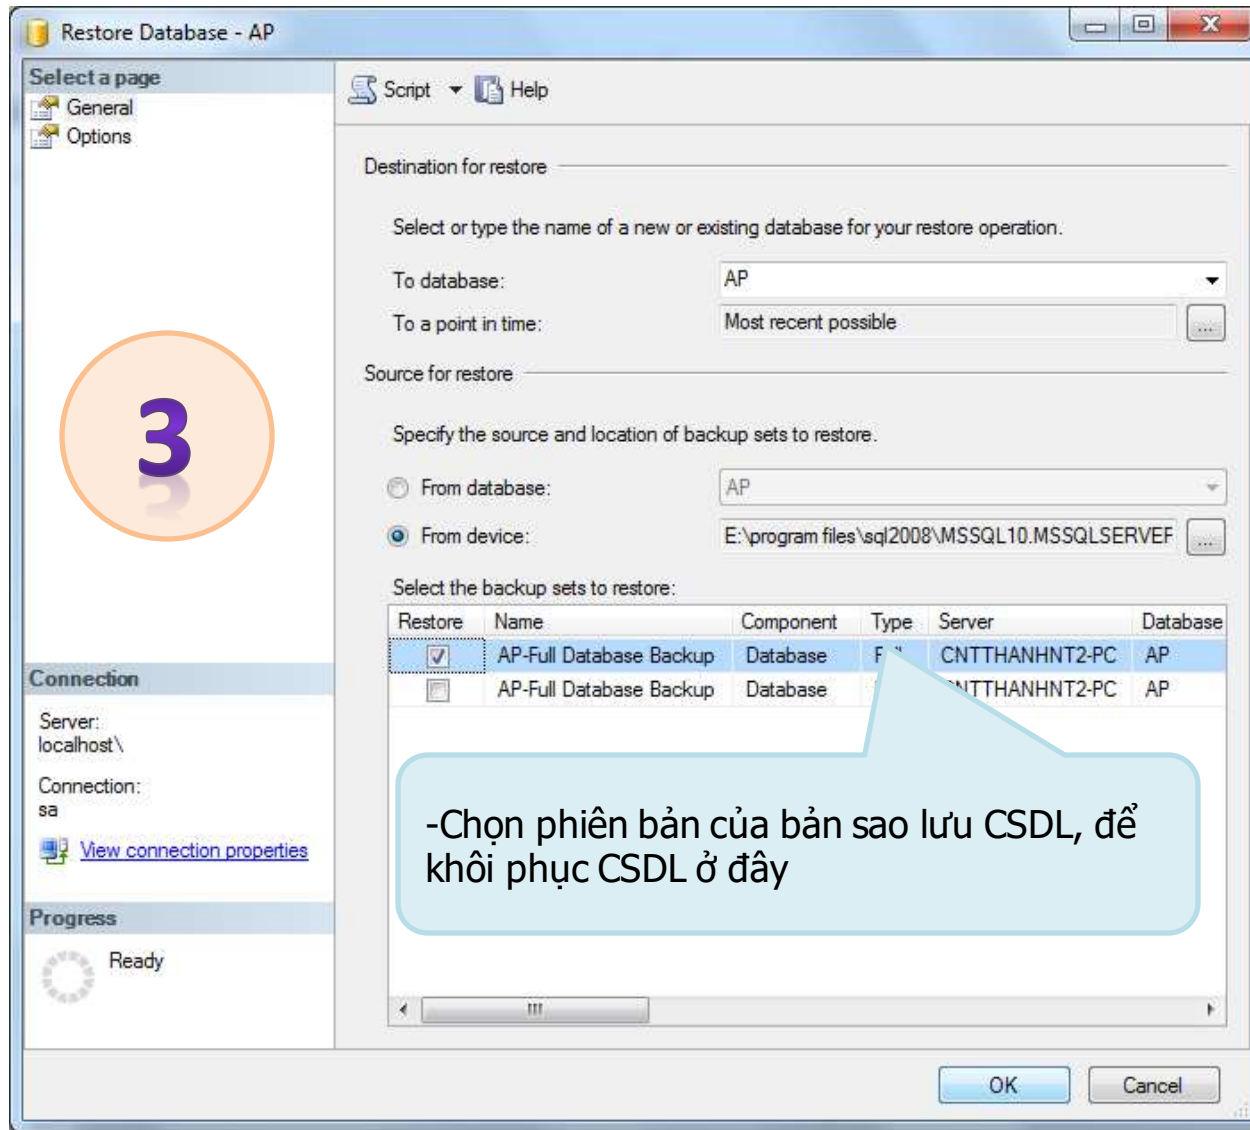 Restore Database - AP
Select a page
General
Options
Script
Help
Destination for restore
Select or type the name of a new or existing database for your restore operation.
To database:
AP
To a point in time:
Most recent possible
...
Source for restore
Specify the source and location of backup sets to restore.
From database:
AP
From device:
E:\program files\sql2008\MSSQL10.MSSQLSERVER
...
Select the backup sets to restore:
Restore Name Component Type Server Database
AP-Full Database Backup Database CNTTHANHNT2-PC AP
AP-Full Database Backup Database CNTTHANHNT2-PC AP
-Chọn phiên bản của bản sao lưu CSDL, để
khôi phục CSDL ở đây
3
Connection
Server:
localhost\
Connection:
sa
View connection properties
Progress
Ready
OK
Cancel